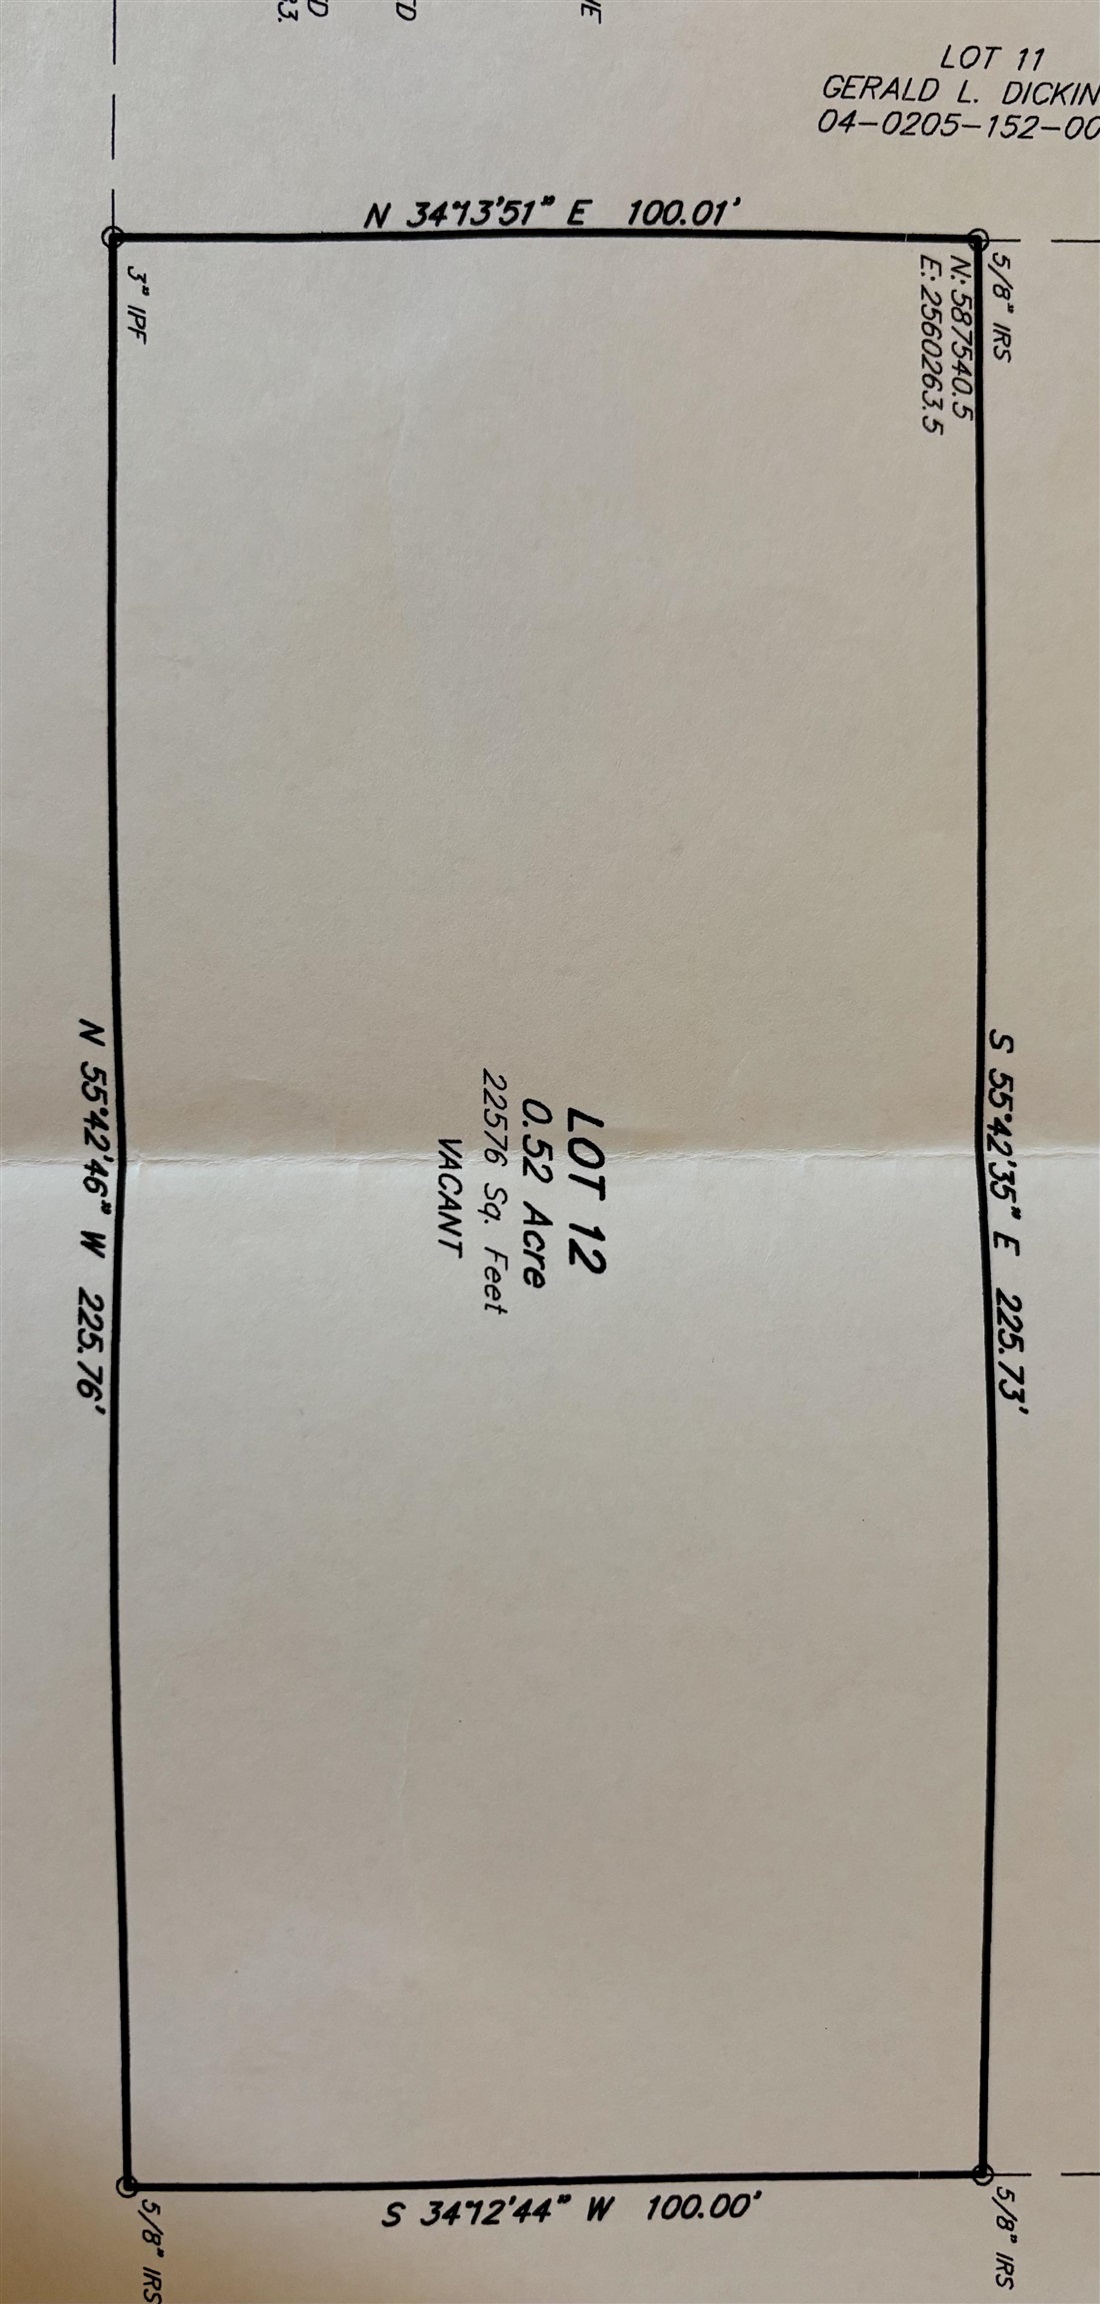 LOT 11
GERALD L. DICKIN
04-0205-152-00
N 34°13'51" E 100.01'
3" IPF
5/8" IRS
N: 587540.5
E: 2560263.5
S 55°42'35" E 225.73'
LOT 12
0.52 Acre
22576 Sq. Feet
VACANT
N 55°42'46" W 225.76'
S 34°12'44" W 100.00'
5/8" IRS
5/8" IRS